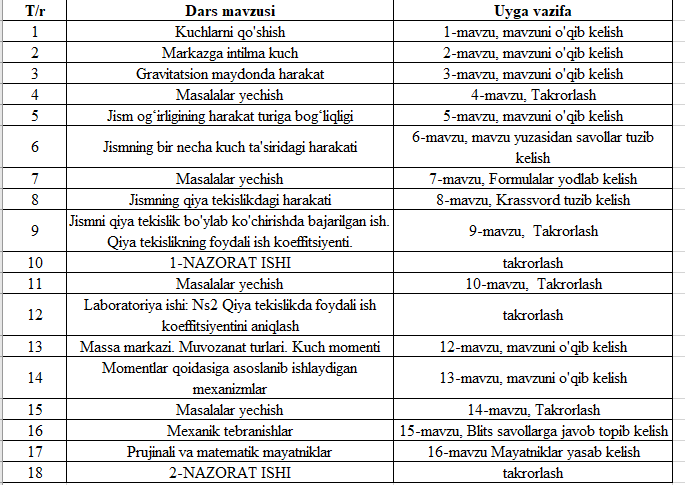 T/r Dars mavzusi Uyga vazifa
1 Kuchlarni qo'shish 1-mavzu, mavzuni o'qib kelish
2 Markazga intilma kuch 2-mavzu, mavzuni o'qib kelish
3 Gravitatsion maydonda harakat 3-mavzu, mavzuni o'qib kelish
4 Masalalar yechish 4-mavzu, Takrorlash
5 Jism og‘irligining harakat turiga bog‘liqligi 5-mavzu, mavzuni o'qib kelish
6 Jismning bir necha kuch ta'siridagi harakati 6-mavzu, mavzu yuzasidan savollar tuzib
kelish
7 Masalalar yechish 7-mavzu, Formulalar yodlab kelish
8 Jismning qiya tekislikdagi harakati 8-mavzu, Krassvord tuzib kelish
9 Jismni qiya tekislik bo'ylab ko'chirishda bajarilgan ish.
Qiya tekislikning foydali ish koeffitsiyenti. 9-mavzu, Takrorlash
10 1-NAZORAT ISHI takrorlash
11 Masalalar yechish 10-mavzu, Takrorlash
12 Laboratoriya ishi: Ns2 Qiya tekislikda foydali ish
koeffitsiyentini aniqlash takrorlash
13 Massa markazi. Muvozanat turlari. Kuch momenti 12-mavzu, mavzuni o'qib kelish
14 Momentlar qoidasiga asoslanib ishlaydigan
mexanizmlar 13-mavzu, mavzuni o'qib kelish
15 Masalalar yechish 14-mavzu, Takrorlash
16 Mexanik tebranishlar 15-mavzu, Blits savollarga javob topib kelish
17 Prujinali va matematik mayatniklar 16-mavzu Mayatniklar yasab kelish
18 2-NAZORAT ISHI takrorlash